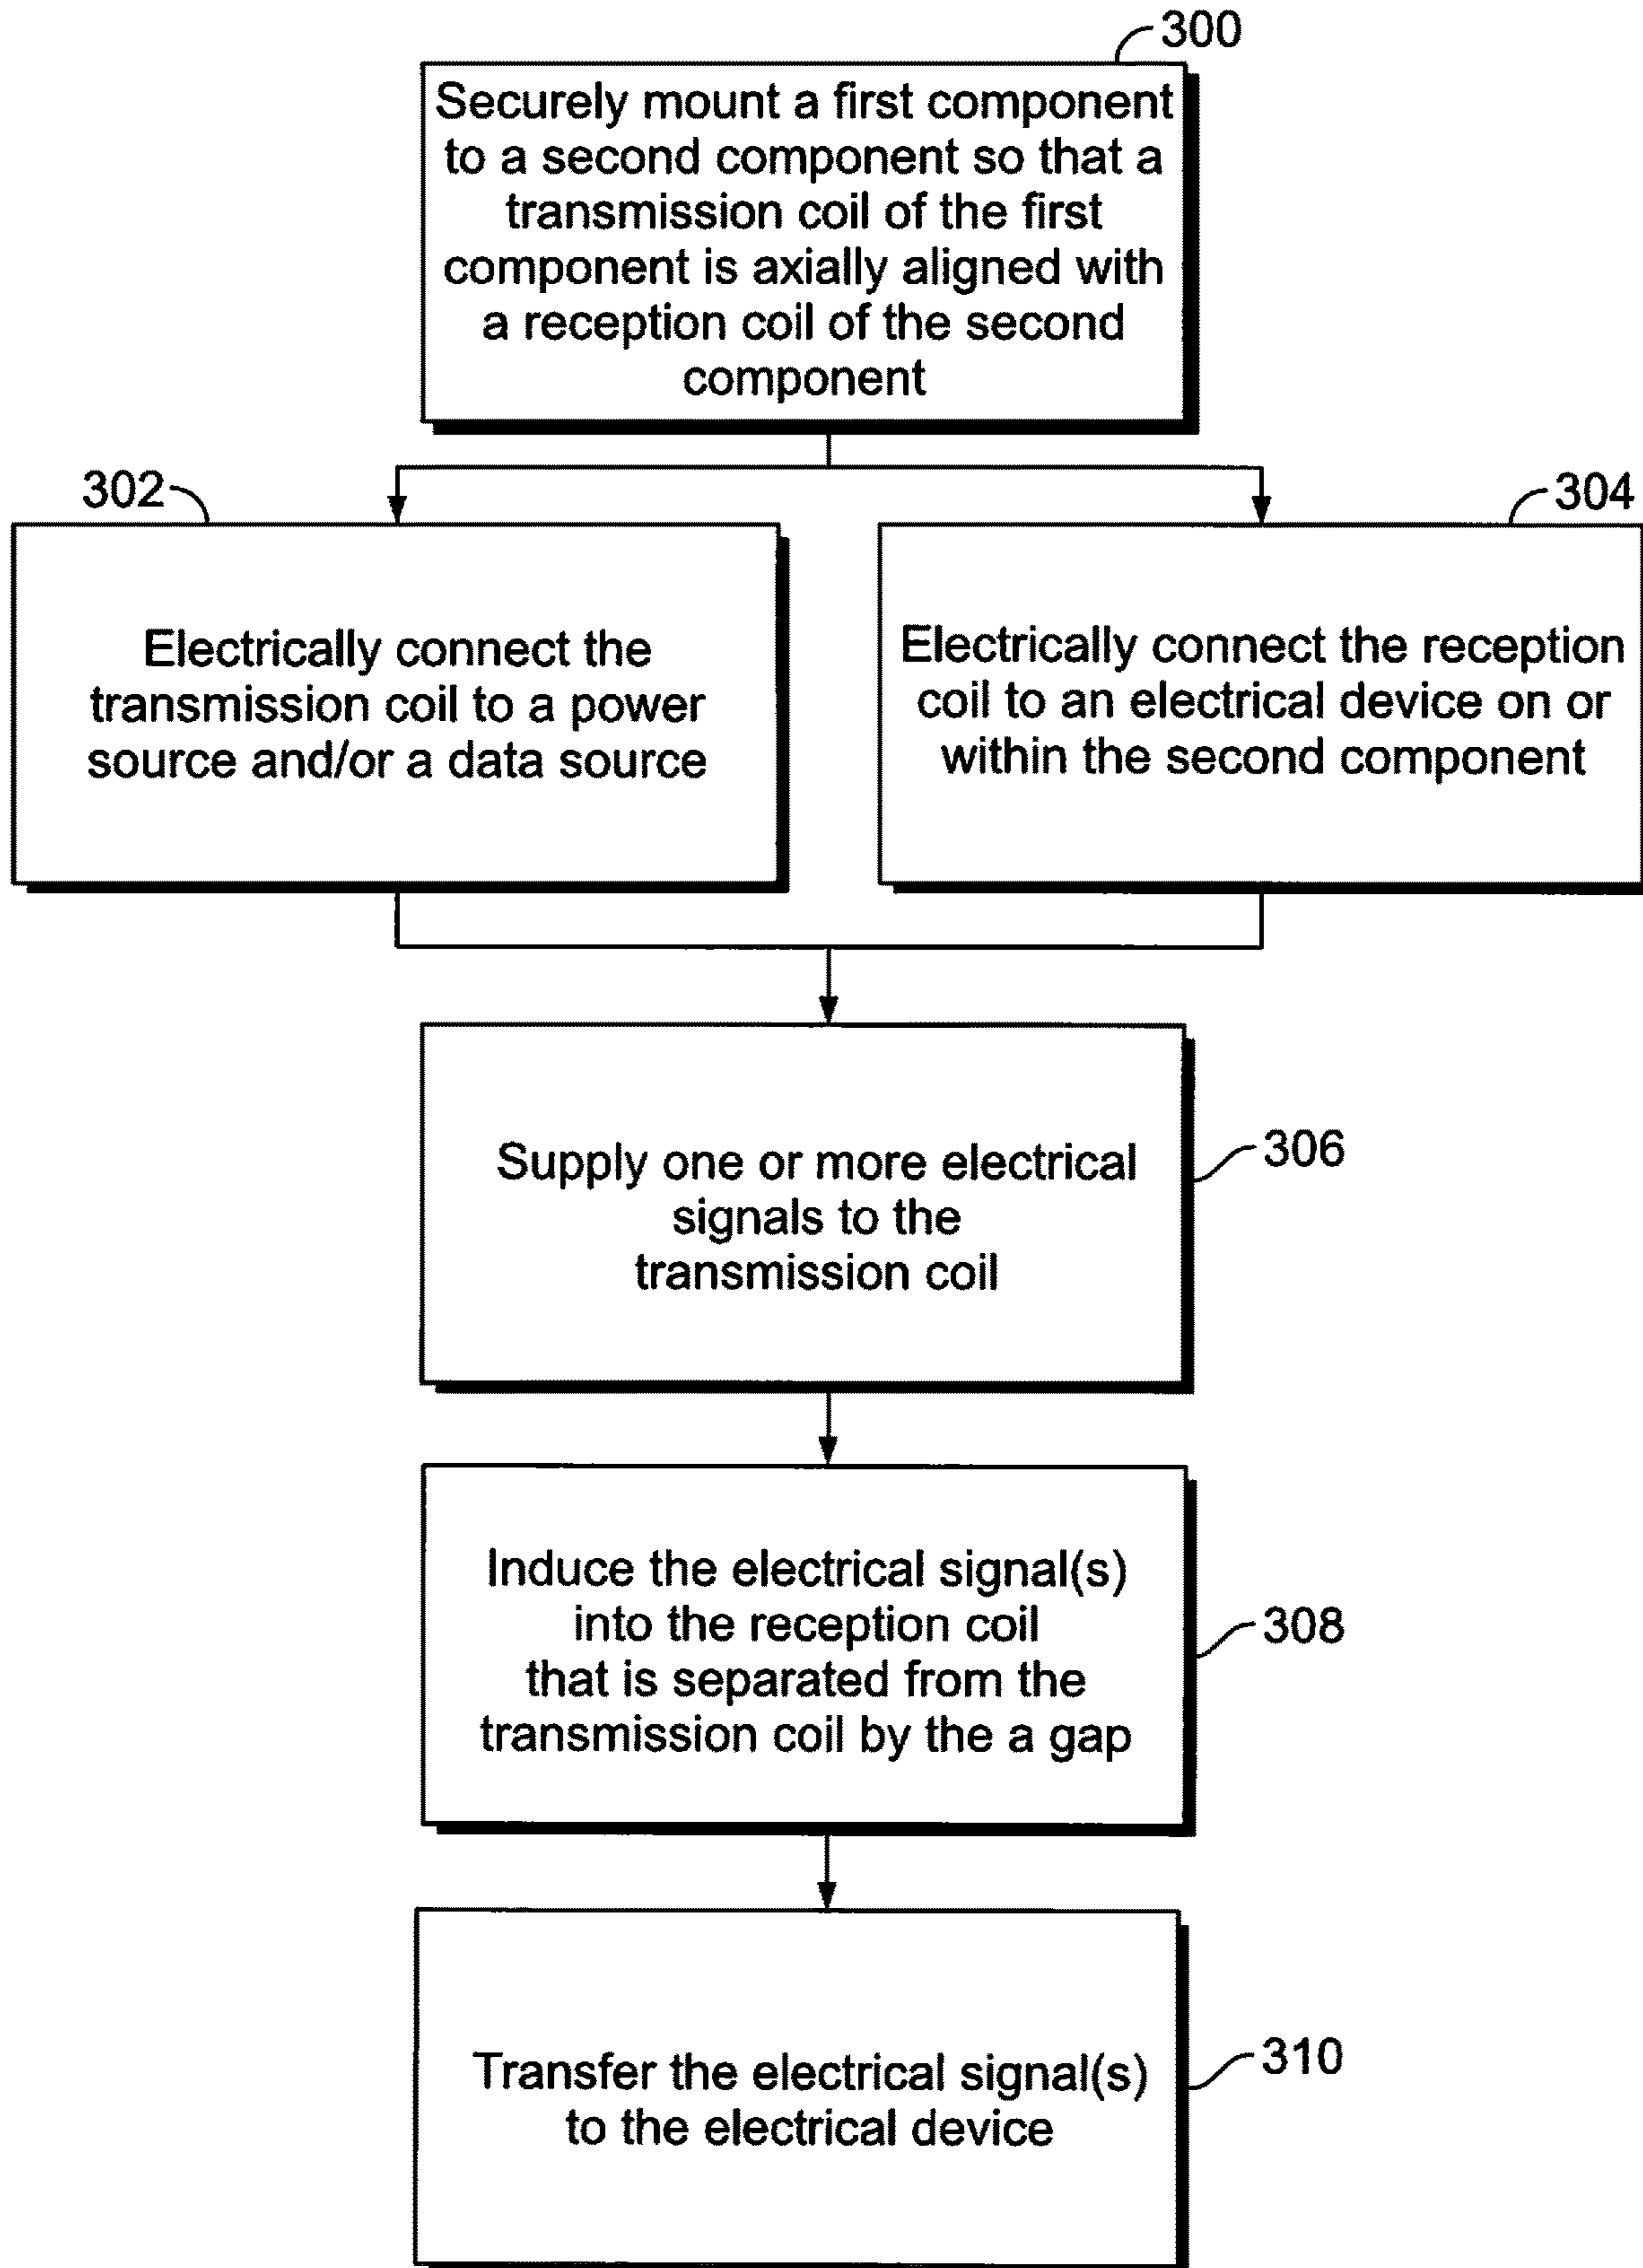 300
Securely mount a first component
to a second component so that a
transmission coil of the first
component is axially aligned with
a reception coil of the second
component
302
Electrically connect the
transmission coil to a power
source and/or a data source
304
Electrically connect the reception
coil to an electrical device on or
within the second component
306
Supply one or more electrical
signals to the
transmission coil
308
Induce the electrical signal(s)
into the reception coil
that is separated from the
transmission coil by the a gap
310
Transfer the electrical signal(s)
to the electrical device